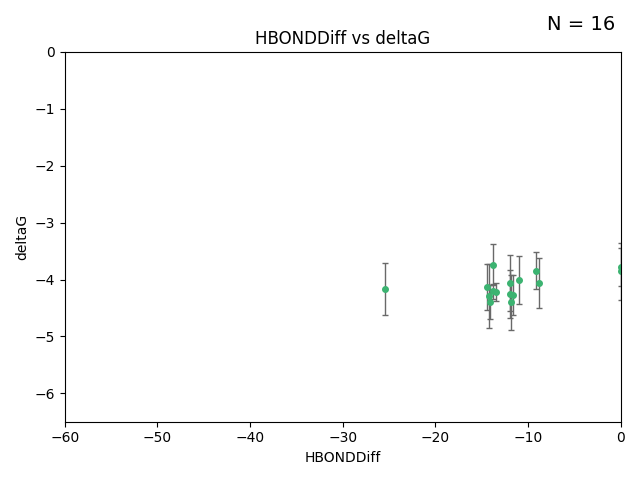 N = 16
HBONDDiff vs deltaG
0
−1
−2
−3
−4
−5
−6
deltaG
−60 −50 −40 −30 −20 −10 0
HBONDDiff